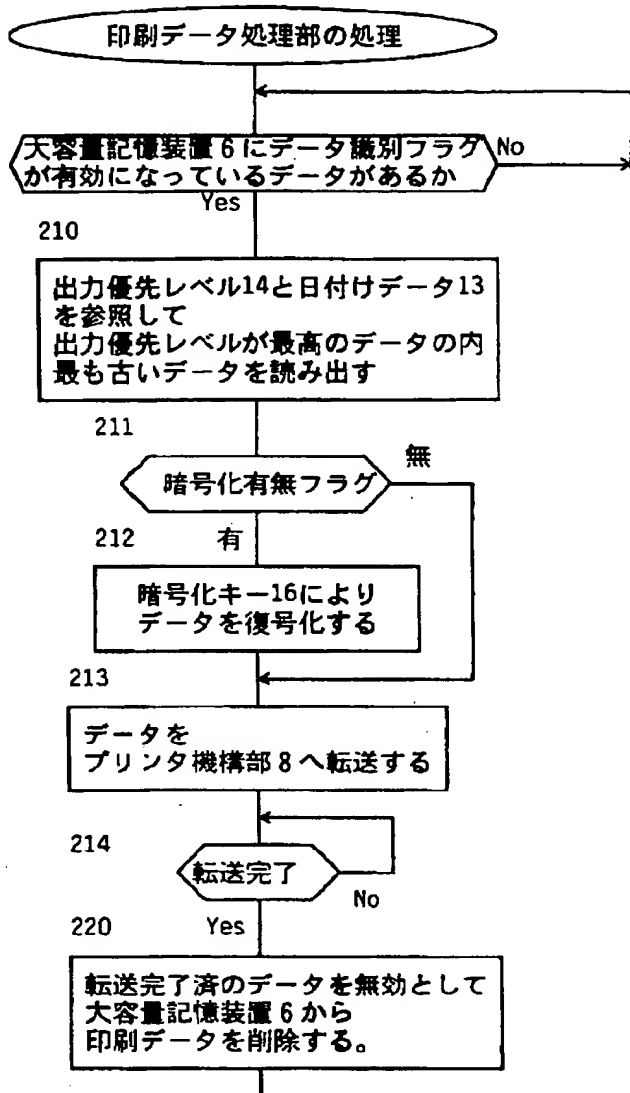 印刷データ処理部の処理
大容量記憶装置6にデータ識別フラグ
が有効になっているデータがあるか
No
Yes
210
出力優先レベル14と日付けデータ13
を参照して
出力優先レベルが最高のデータの内
最も古いデータを読み出す
211
暗号化有無フラグ
無
212
有
暗号化キー16により
データを復号化する
213
データを
プリンタ機構部8へ転送する
214
転送完了
No
220
Yes
転送完了済のデータを無効として
大容量記憶装置6から
印刷データを削除する。